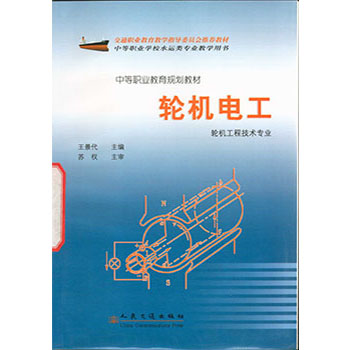 交通职业教育教学指导委员会推荐教材
中等职业学校水运类专业教学用书
中等职业教育规划教材
轮机电工
轮机工程技术专业
王景代 主编
苏权 主审
N
人民交通出版社
China Communications Press